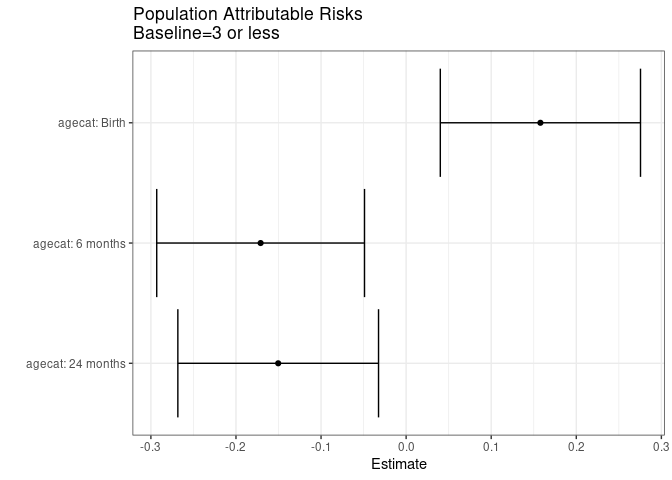 Population Attributable Risks
Baseline=3 or less
agecat: Birth
agecat: 6 months
agecat: 24 months
-0.3 -0.2 -0.1 0.0 0.1 0.2 0.3
Estimate